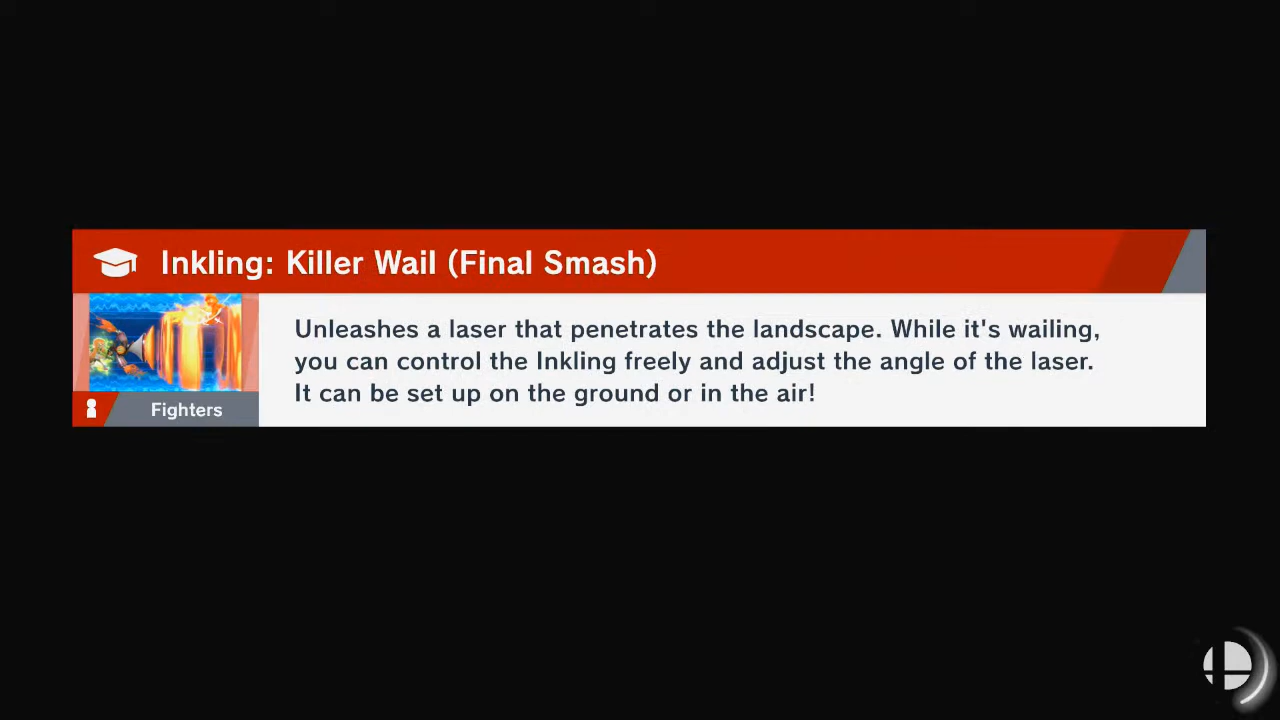 Inkling: Killer Wail (Final Smash)
Unleashes a laser that penetrates the landscape. While it's wailing,
you can control the Inkling freely and adjust the angle of the laser.
It can be set up on the ground or in the air!
Fighters